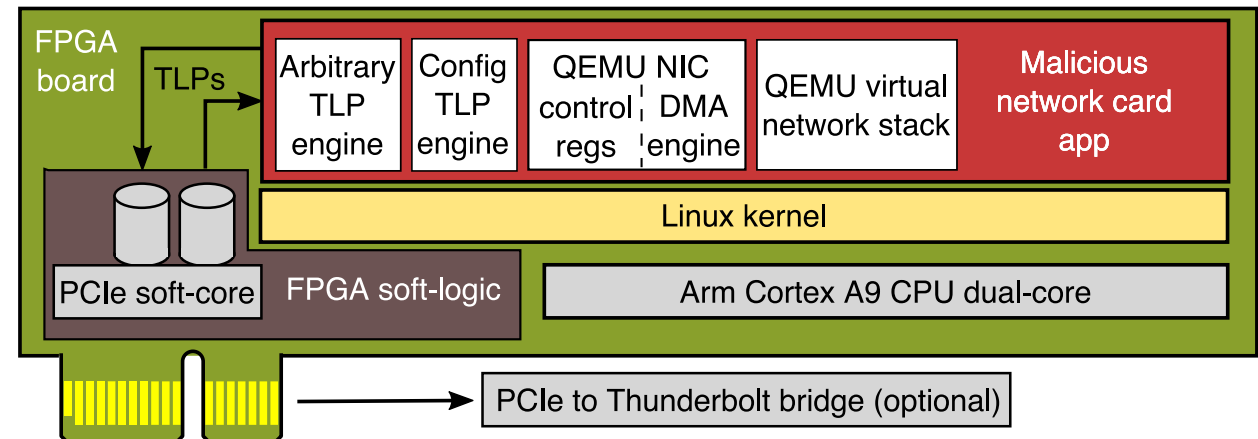 FPGA
board
TLPs
Arbitrary
TLP
engine
Config
TLP
engine
QEMU NIC
control
regs
DMA
engine
QEMU virtual
network stack
Malicious
network card
app
Linux kernel
PCIe soft-core
FPGA soft-logic
Arm Cortex A9 CPU dual-core
PCIe to Thunderbolt bridge (optional)